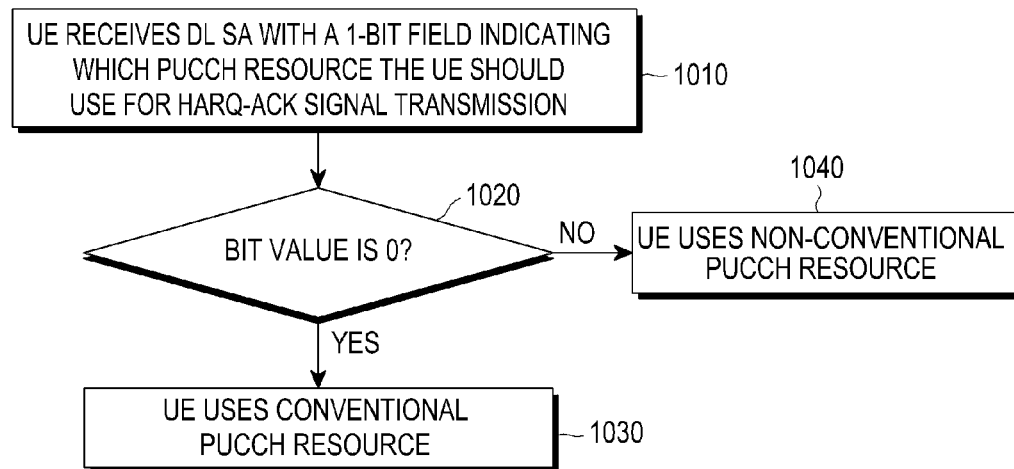 UE RECEIVES DL SA WITH A 1-BIT FIELD INDICATING
WHICH PUCCH RESOURCE THE UE SHOULD
USE FOR HARQ-ACK SIGNAL TRANSMISSION
1010
1020
BIT VALUE IS 0?
NO
1040
UE USES NON-CONVENTIONAL
PUCCH RESOURCE
YES
UE USES CONVENTIONAL
PUCCH RESOURCE
1030